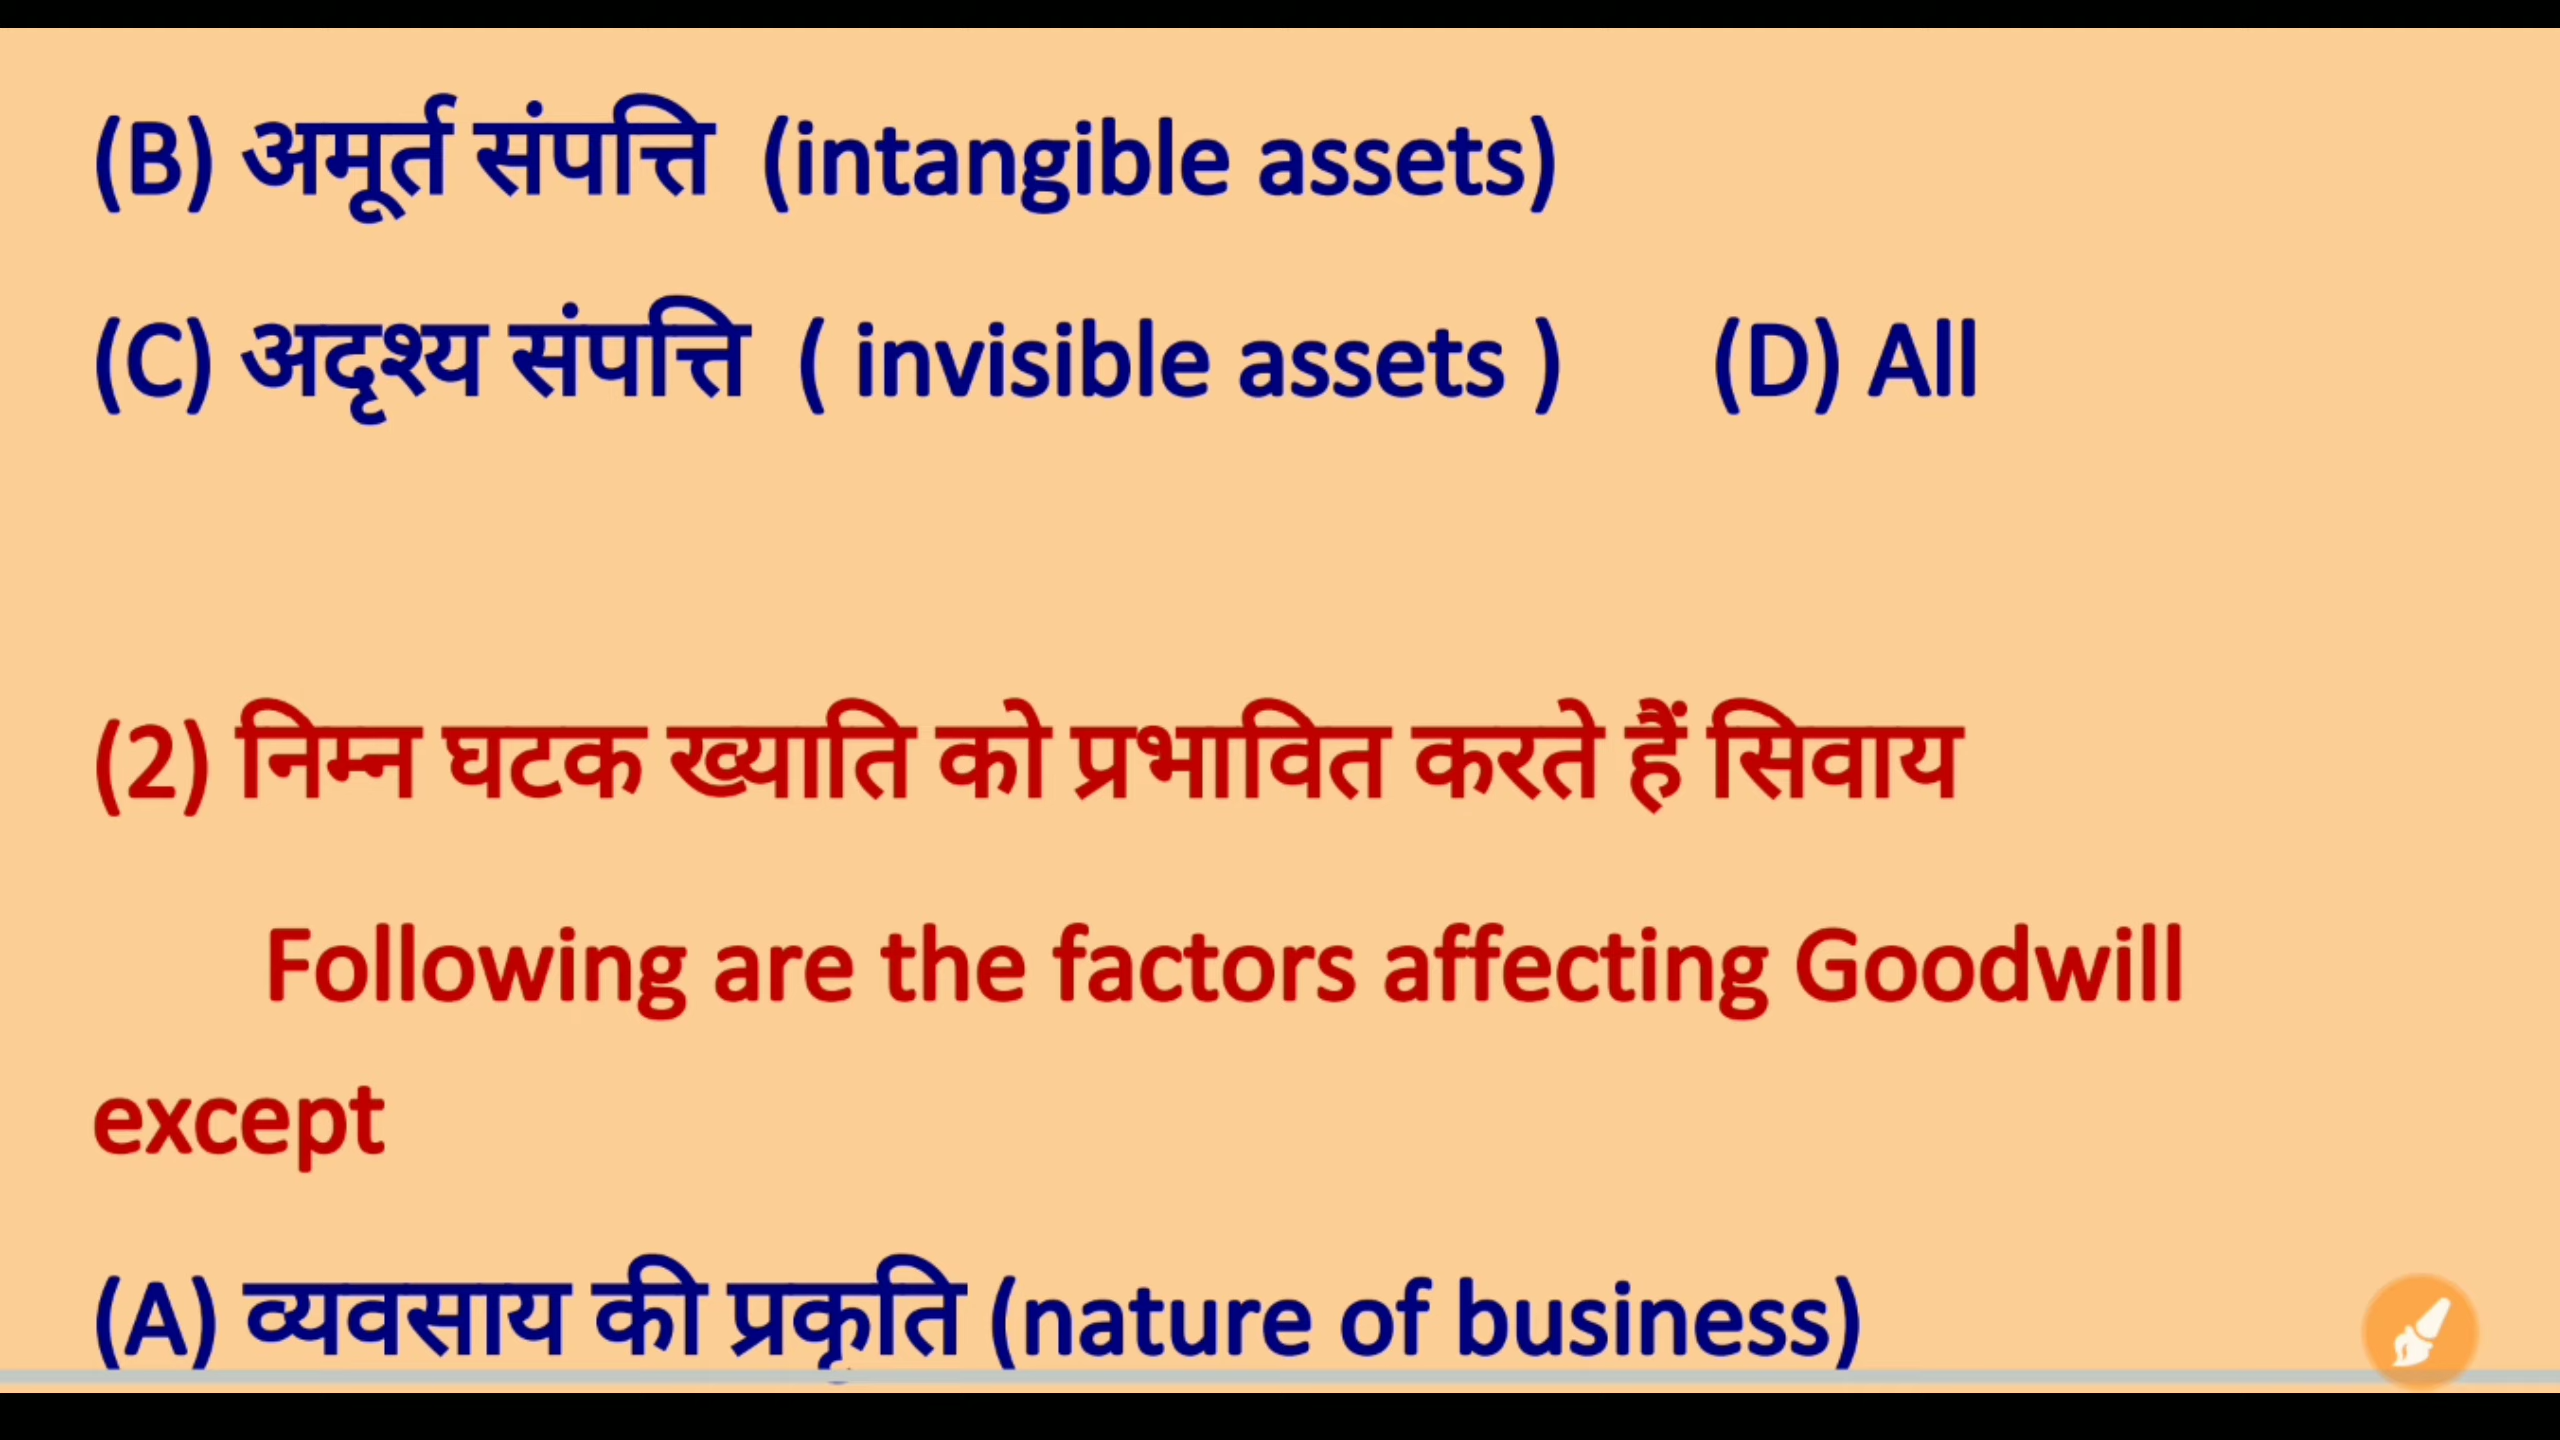 (B) अमूर्त संपत्ति (intangible assets)
(C) अदृश्य संपत्ति ( invisible assets ) (D) All
(2) निम्न घटक ख्याति को प्रभावित करते हैं सिवाय
Following are the factors affecting Goodwill
except
(A) व्यवसाय की प्रकृति (nature of business)